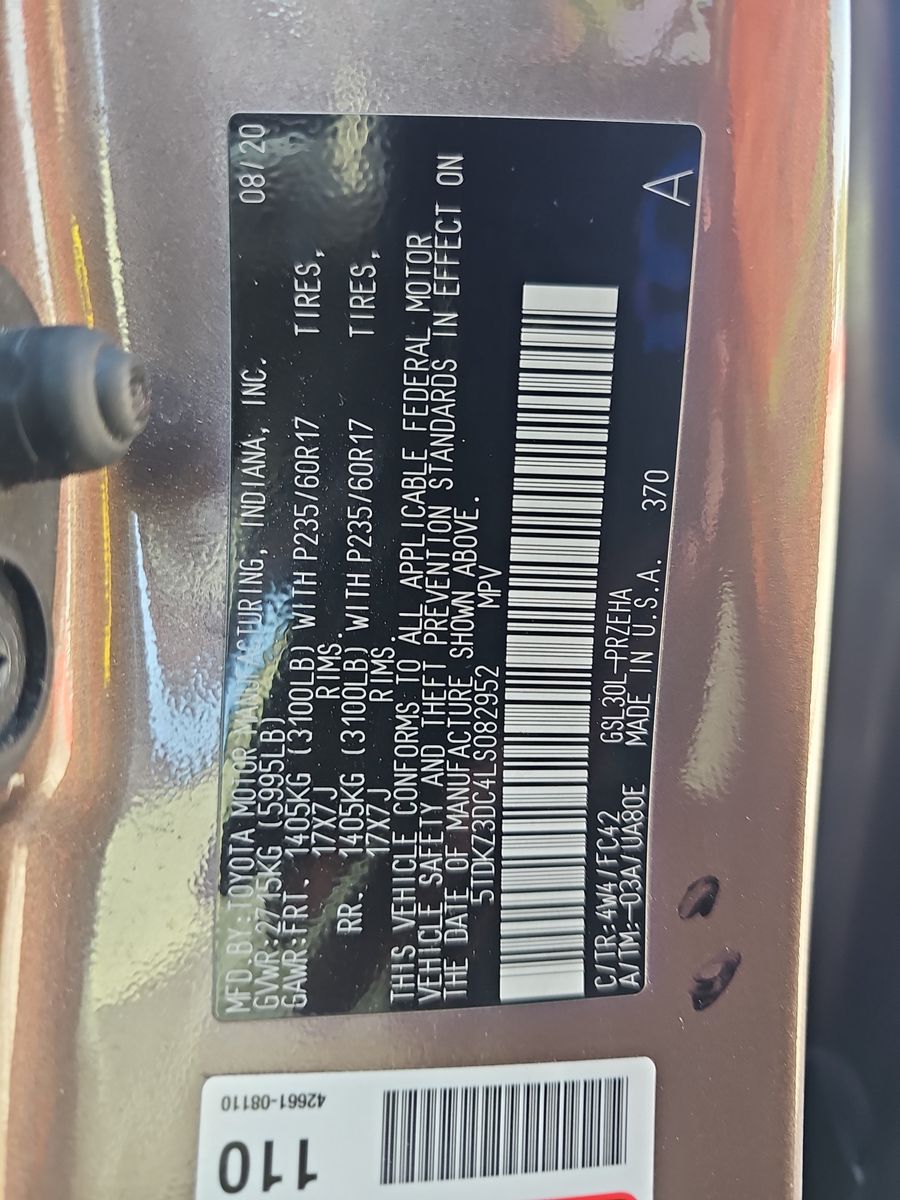 MFD.BY:TOYOTA MOTOR MANUFACTURING, INDIANA, INC. 08/20
GVWR:2715KG (5995LB)
GAWR:FRT. 1405KG (3100LB) WITH P235/60R17 TIRES,
17X7J RIMS.
RR. 1405KG (3100LB) WITH P235/60R17 TIRES,
17X7J RIMS.
THIS VEHICLE CONFORMS TO ALL APPLICABLE FEDERAL MOTOR
VEHICLE SAFETY AND THEFT PREVENTION STANDARDS IN EFFECT ON
THE DATE OF MANUFACTURE SHOWN ABOVE.
5TDKZ3DC4LS082952 MPV
C/TR:4W4/FC42 GSL30L-PRZEHA
A/TM:-03A/UA80E MADE IN U.S.A. 370 A
42661-08110
110